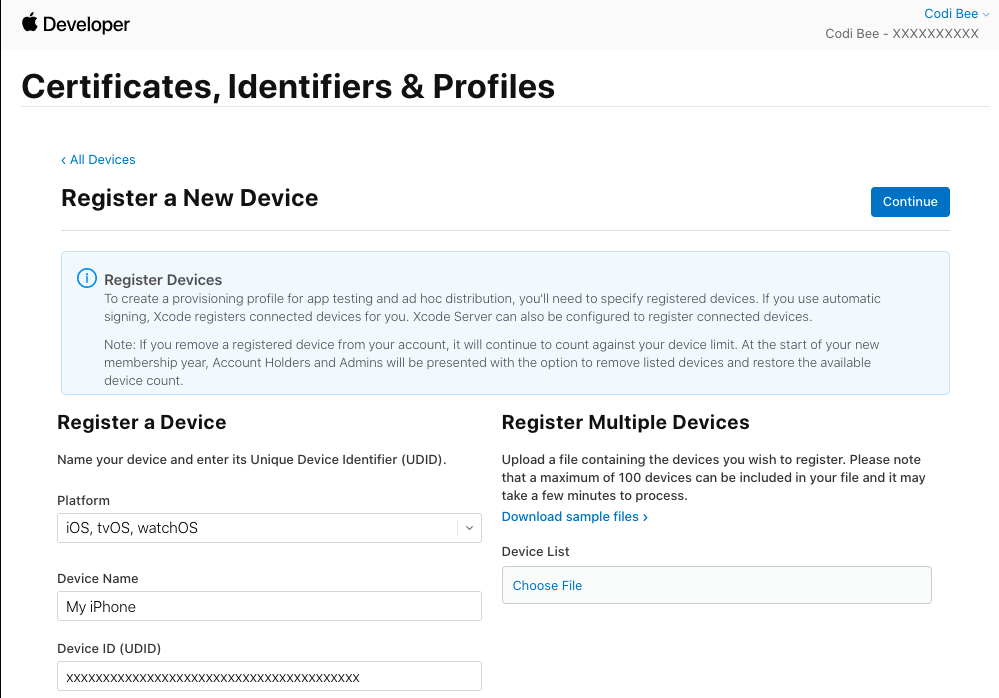 Developer
Codi Bee
Codi Bee - XXXXXXXXXX
Certificates, Identifiers & Profiles
‹ All Devices
Register a New Device
Continue
Register Devices
To create a provisioning profile for app testing and ad hoc distribution, you'll need to specify registered devices. If you use automatic
signing, Xcode registers connected devices for you. Xcode Server can also be configured to register connected devices.
Note: If you remove a registered device from your account, it will continue to count against your device limit. At the start of your new
membership year, Account Holders and Admins will be presented with the option to remove listed devices and restore the available
device count.
Register a Device
Name your device and enter its Unique Device Identifier (UDID).
Platform
iOS, tvOS, watchOS
Device Name
My iPhone
Device ID (UDID)
xxxxxxxxxxxxxxxxxxxxxxxxxxxxxxxxxxxxxxxx
Register Multiple Devices
Upload a file containing the devices you wish to register. Please note
that a maximum of 100 devices can be included in your file and it may
take a few minutes to process.
Download sample files ›
Device List
Choose File